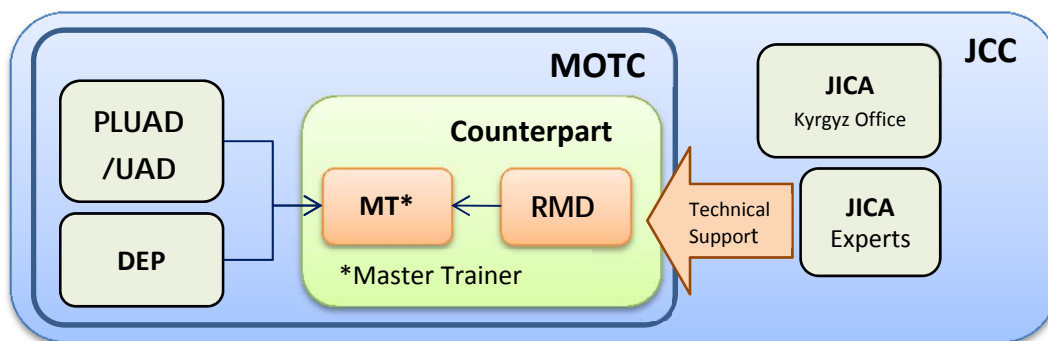 JCC
MOTC
PLUAD
/UAD
DEP
Counterpart
MT*
RMD
*Master Trainer
Technical
Support
JICA
Kyrgyz Office
JICA
Experts